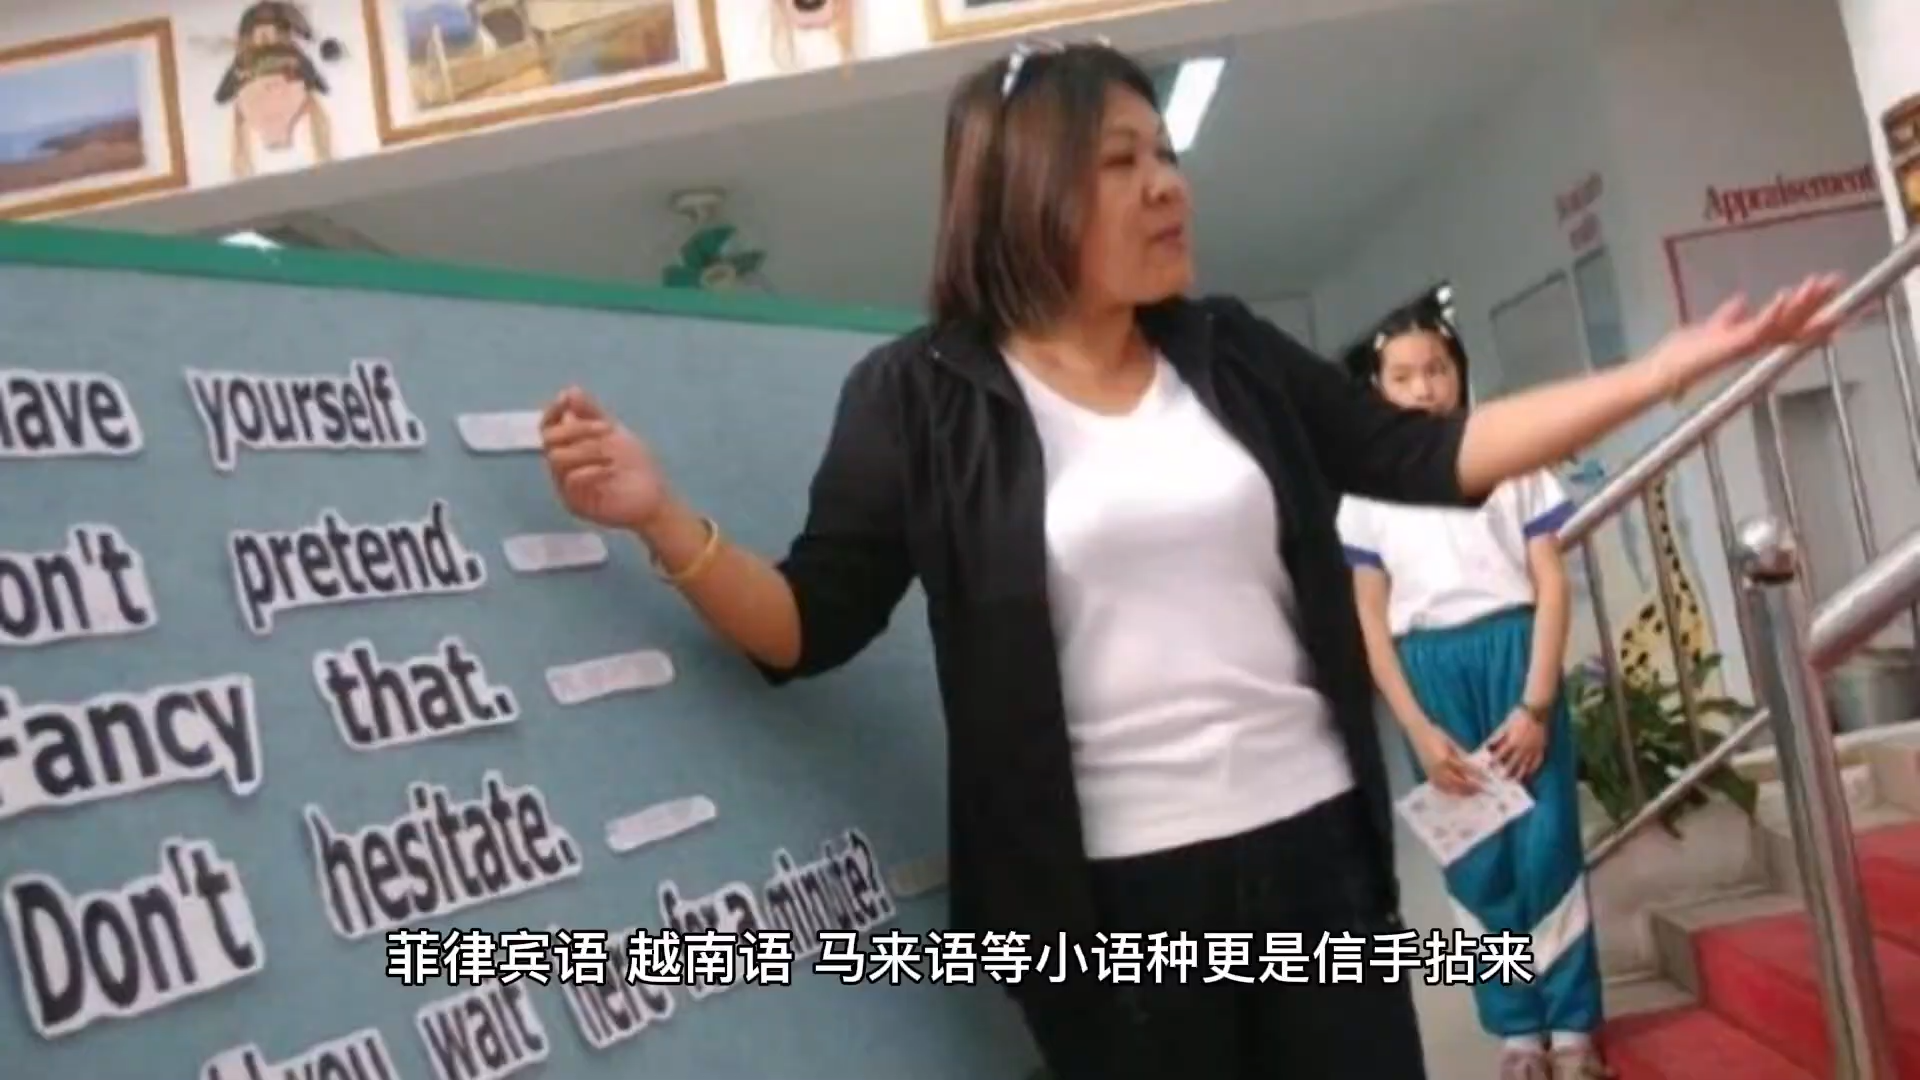 Appraisement
ave yourself.
on't pretend.
Fancy that.
Don't hesitate.
you wait here for a minute?
菲律宾语 越南语 马来语等小语种更是信手拈来